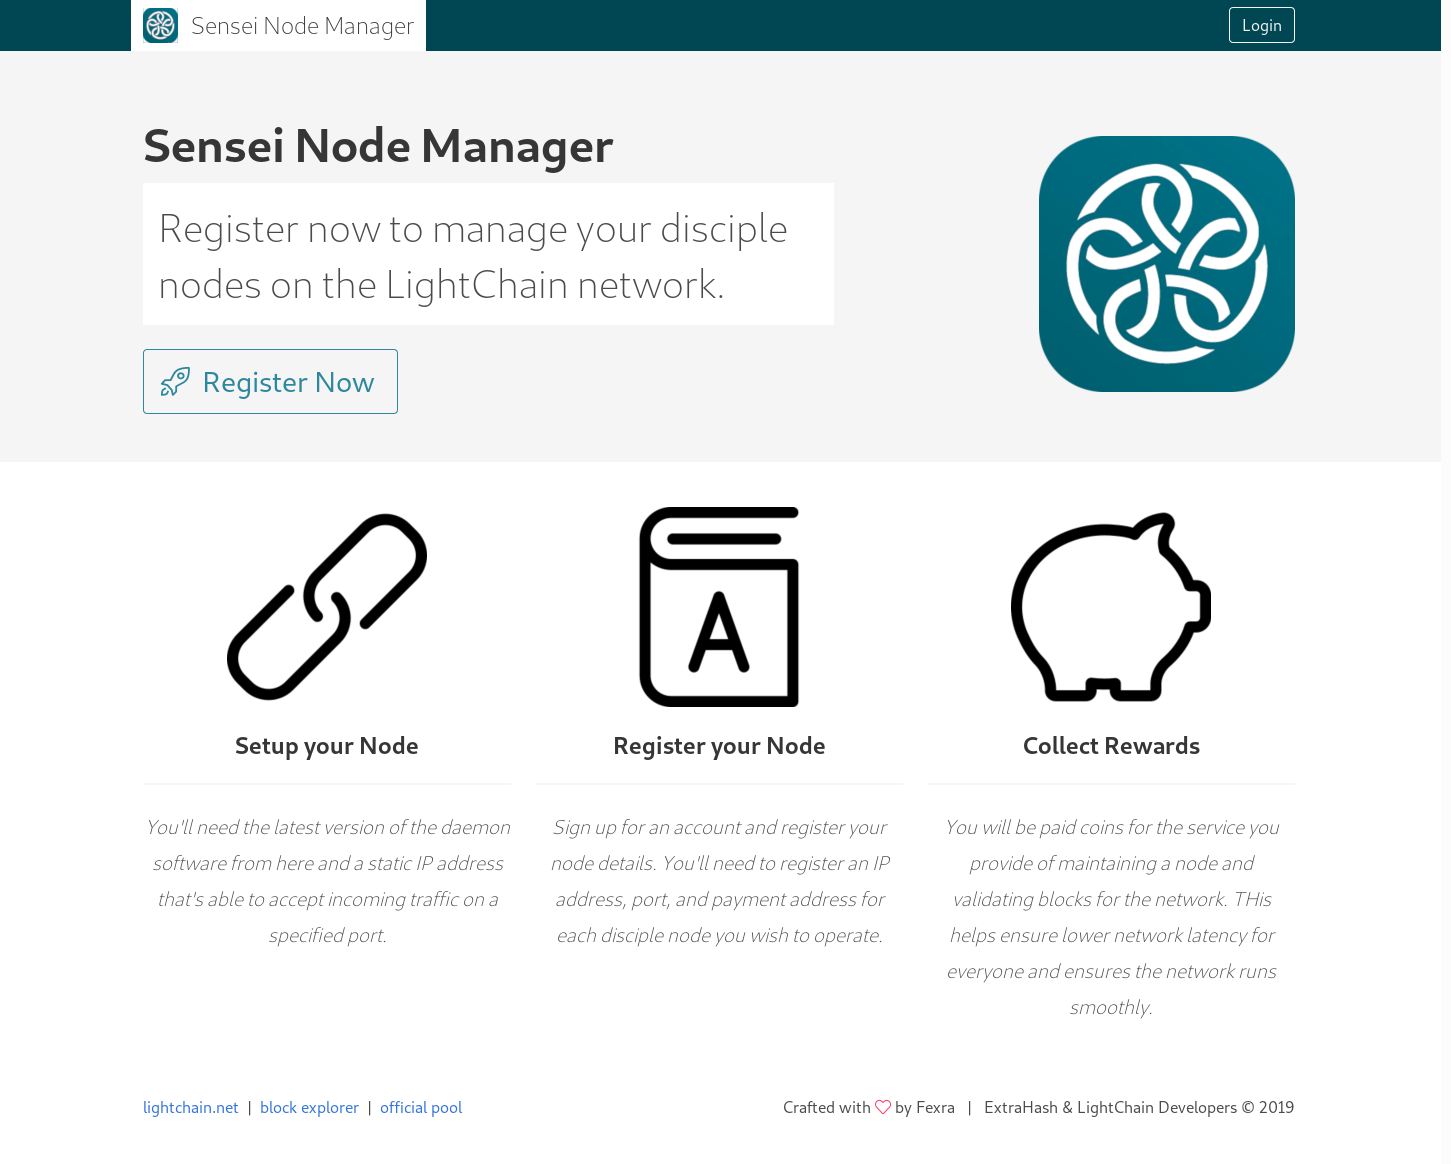 Sensei Node Manager
Login
Sensei Node Manager
Register now to manage your disciple
nodes on the LightChain network.
Register Now
A
Setup your Node
You'll need the latest version of the daemon
software from here and a static IP address
that's able to accept incoming traffic on a
specified port.
Register your Node
Sign up for an account and register your
node details. You'll need to register an IP
address, port, and payment address for
each disciple node you wish to operate.
Collect Rewards
You will be paid coins for the service you
provide of maintaining a node and
validating blocks for the network. THis
helps ensure lower network latency for
everyone and ensures the network runs
smoothly.
lightchain.net | block explorer | official pool
Crafted with ♡ by Fexra | ExtraHash & LightChain Developers © 2019